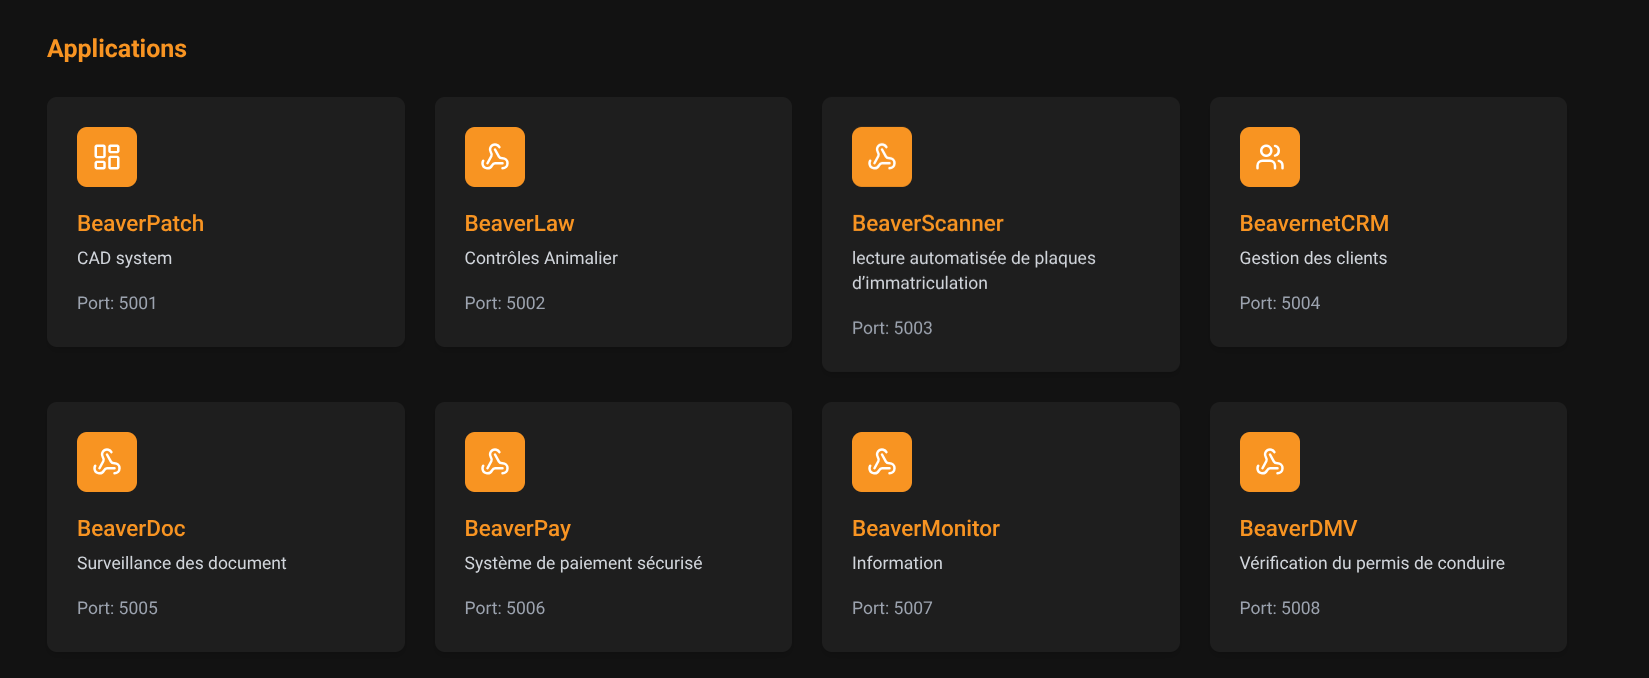 Applications
BeaverPatch
CAD system
Port: 5001
BeaverLaw
Contrôles Animalier
Port: 5002
BeaverScanner
lecture automatisée de plaques
d’immatriculation
Port: 5003
BeavernetCRM
Gestion des clients
Port: 5004
BeaverDoc
Surveillance des document
Port: 5005
BeaverPay
Système de paiement sécurisé
Port: 5006
BeaverMonitor
Information
Port: 5007
BeaverDMV
Vérification du permis de conduire
Port: 5008